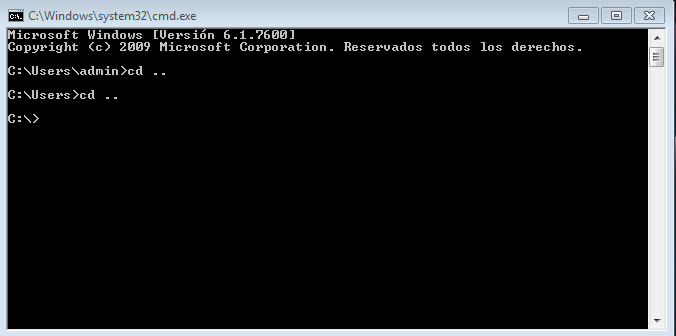 C:\Windows\system32\cmd.exe
Microsoft Windows [Versión 6.1.7600]
Copyright (c) 2009 Microsoft Corporation. Reservados todos los derechos.
C:\Users\admin>cd ..
C:\Users>cd ..
C:\>